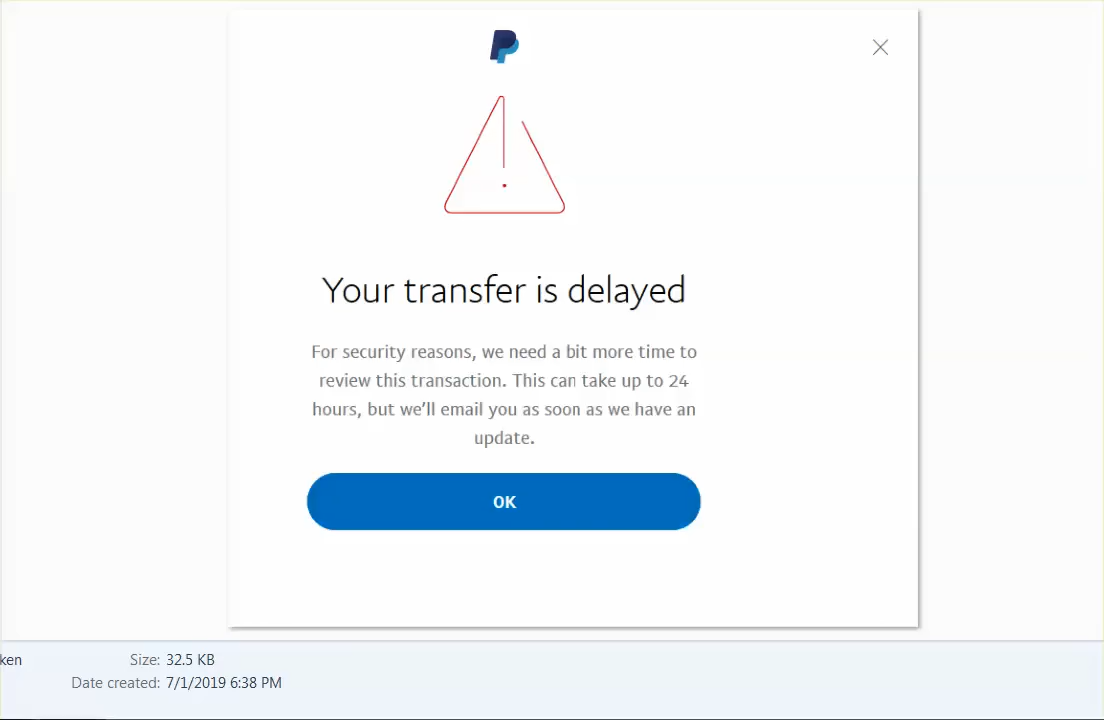 Your transfer is delayed
For security reasons, we need a bit more time to
review this transaction. This can take up to 24
hours, but we'll email you as soon as we have an
update.
OK
ken Size: 32.5 KB
Date created: 7/1/2019 6:38 PM